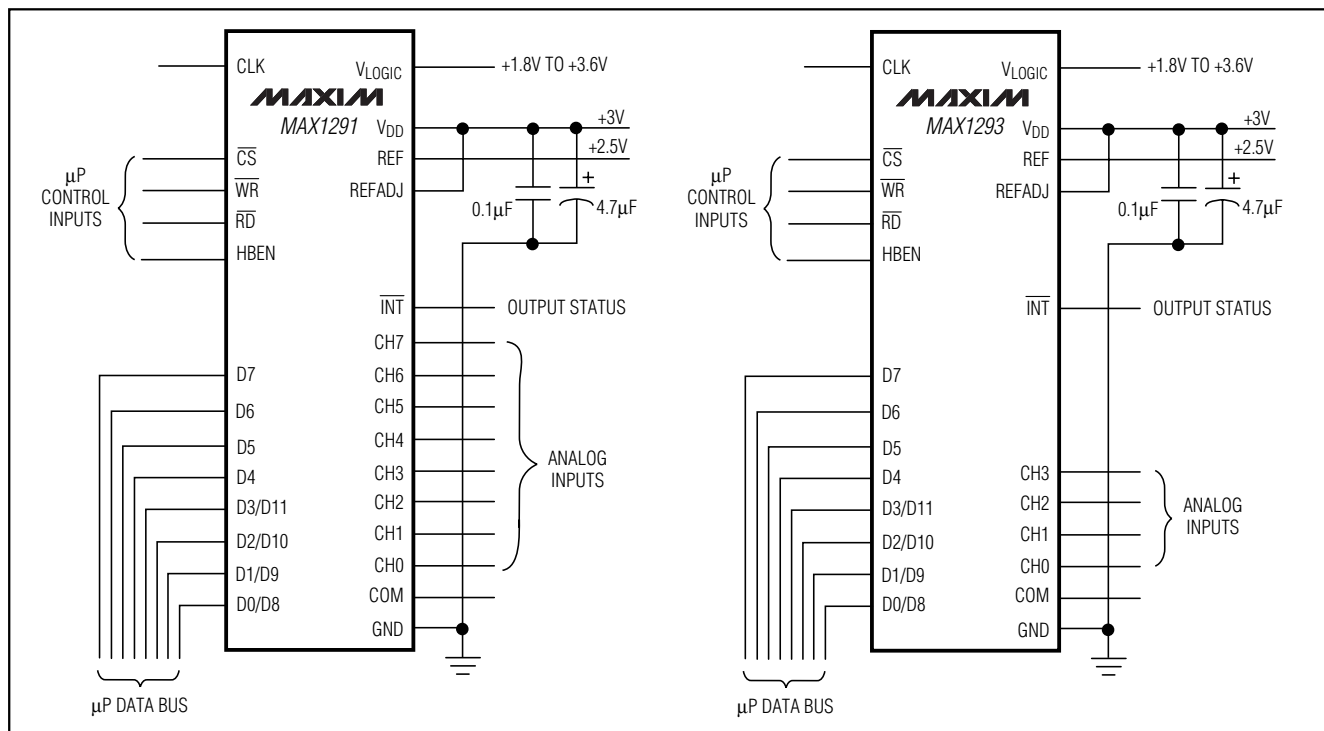 CLK
VLOGIC
+1.8V TO +3.6V
MAXIM
MAX1291
VDD
+3V
CS
REF
+2.5V
µP
CONTROL
INPUTS
WR
REFADJ
+
RD
0.1µF
4.7µF
HBEN
INT
OUTPUT STATUS
CH7
D7
CH6
D6
CH5
D5
CH4
D4
CH3
ANALOG
INPUTS
D3/D11
CH2
D2/D10
CH1
D1/D9
CH0
D0/D8
COM
GND
µP DATA BUS
CLK
VLOGIC
+1.8V TO +3.6V
MAXIM
MAX1293
VDD
+3V
CS
REF
+2.5V
µP
CONTROL
INPUTS
WR
REFADJ
+
RD
0.1µF
4.7µF
HBEN
INT
OUTPUT STATUS
D7
D6
D5
D4
CH3
D3/D11
CH2
ANALOG
INPUTS
D2/D10
CH1
D1/D9
CH0
D0/D8
COM
GND
µP DATA BUS